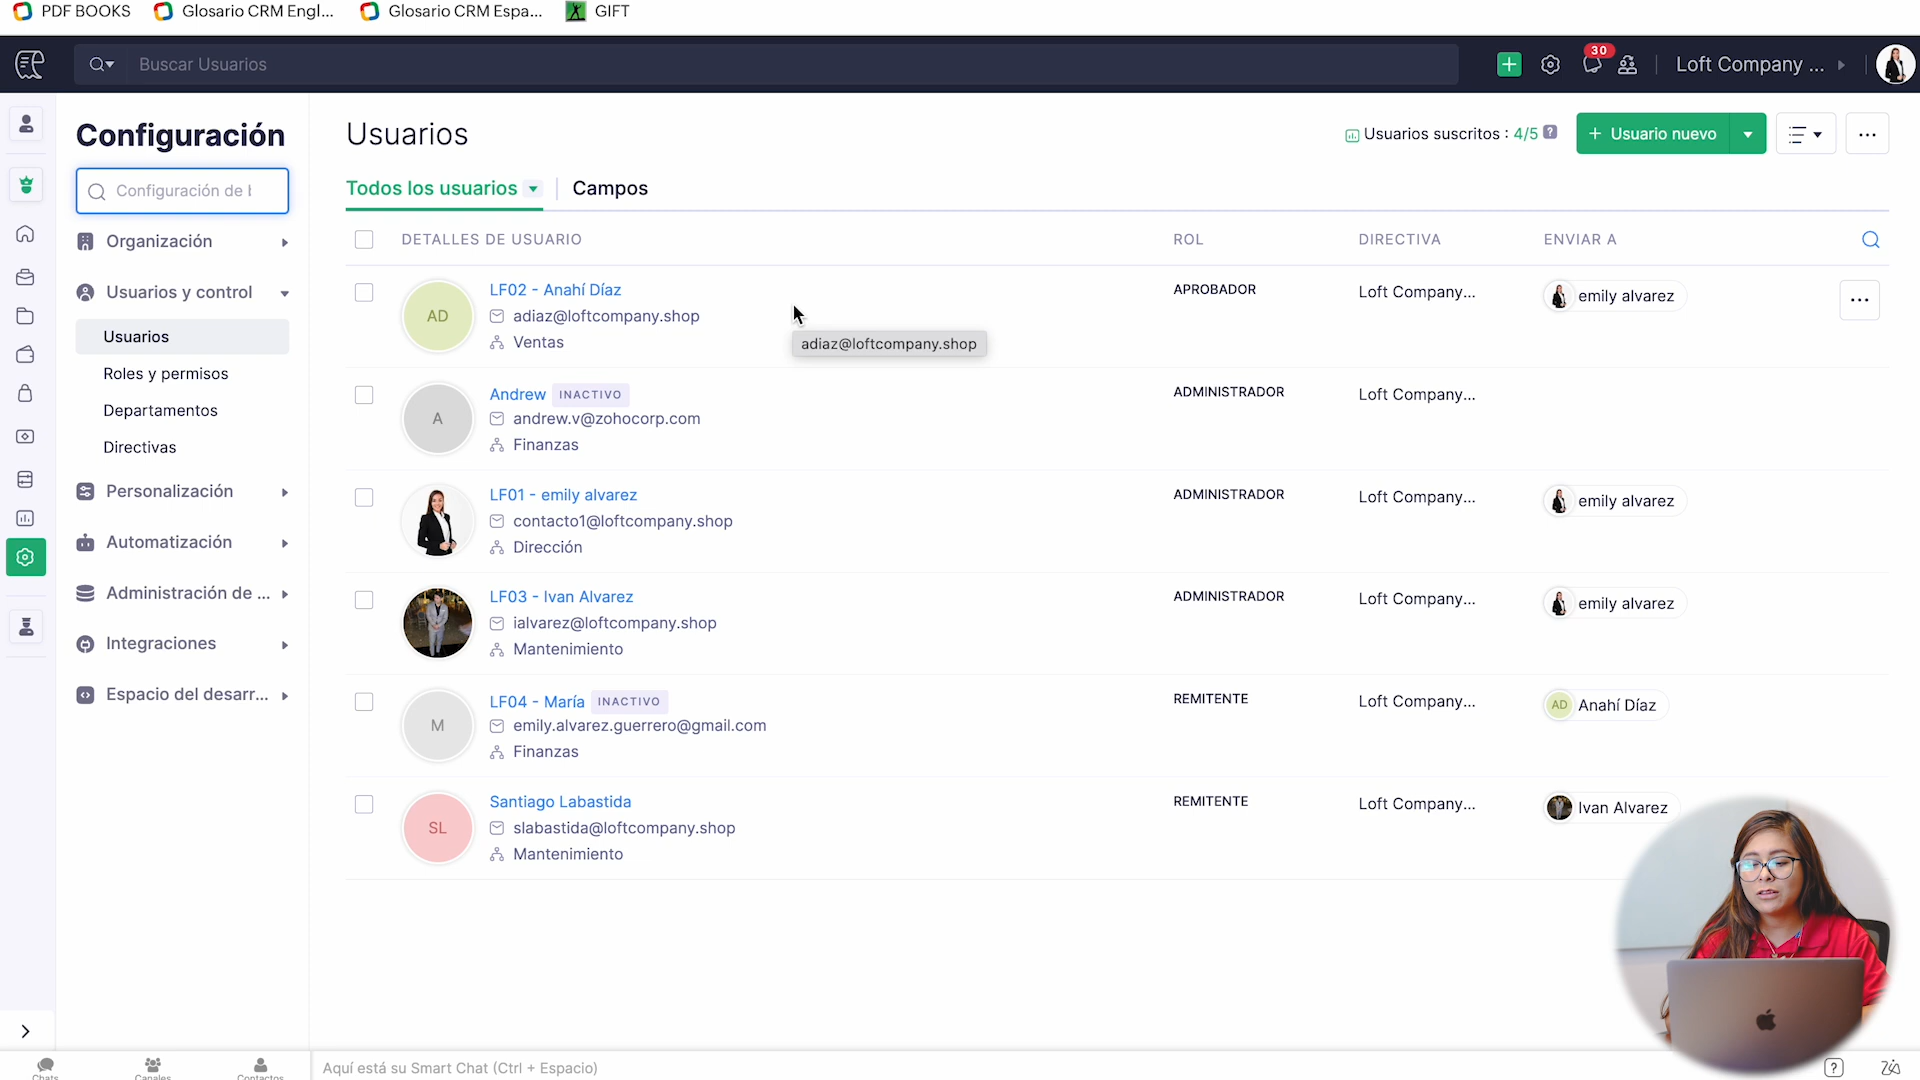 PDF BOOKS
Glosario CRM Engl...
Glosario CRM Espa...
GIFT
Buscar Usuarios
30
Loft Company ...
Configuración
Configuración de
Organización
Usuarios y control
Usuarios
Roles y permisos
Departamentos
Directivas
Personalización
Automatización
Administración de ...
Integraciones
Espacio del desarr...
Usuarios
Usuarios suscritos : 4/5 ?
+ Usuario nuevo
Todos los usuarios
Campos
DETALLES DE USUARIO
ROL
DIRECTIVA
ENVIAR A
AD
LF02 - Anahí Díaz
adiaz@loftcompany.shop
Ventas
adiaz@loftcompany.shop
APROBADOR
Loft Company...
emily alvarez
A
Andrew INACTIVO
andrew.v@zohocorp.com
Finanzas
ADMINISTRADOR
Loft Company...
LF01 - emily alvarez
contacto1@loftcompany.shop
Dirección
ADMINISTRADOR
Loft Company...
emily alvarez
LF03 - Ivan Alvarez
ialvarez@loftcompany.shop
Mantenimiento
ADMINISTRADOR
Loft Company...
emily alvarez
M
LF04 - María INACTIVO
emily.alvarez.guerrero@gmail.com
Finanzas
REMITENTE
Loft Company...
AD Anahí Díaz
SL
Santiago Labastida
slabastida@loftcompany.shop
Mantenimiento
REMITENTE
Loft Company...
Ivan Alvarez
Chats
Canales
Contactos
Aquí está su Smart Chat (Ctrl + Espacio)
?